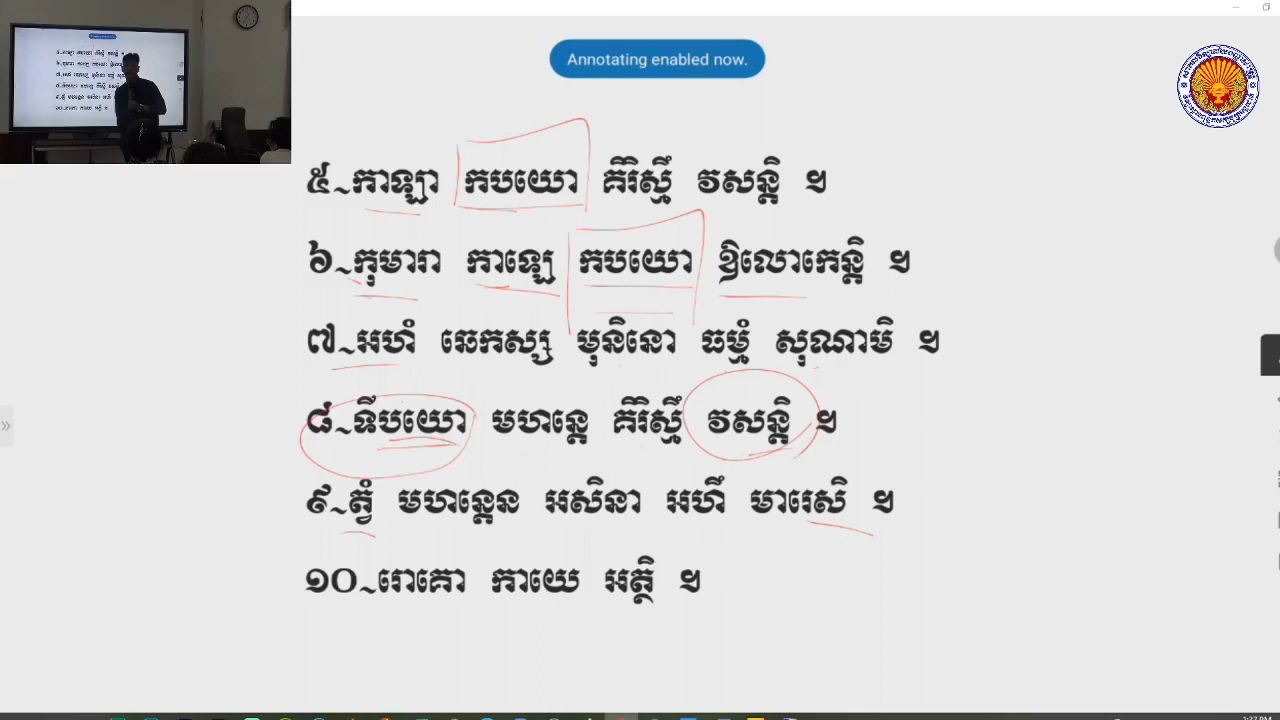 Annotating enabled now.
៥~កាឡា កបយោ គិរិស្មឹ វសន្តិ ។
៦~កុមារា កាឡេ កបយោ ឱលោកេន្តិ ។
៧~អហំ ឆេកស្ស មុនិនោ ធម្មំ សុណាមិ ។
៨~ទីបយោ មហន្តេ គិរិស្មឹ វសន្តិ ។
៩~ត្វំ មហន្តេន អសិនា អហឹ មារេសិ ។
១០~រោគោ កាយេ អត្ថិ ។
1:37 PM